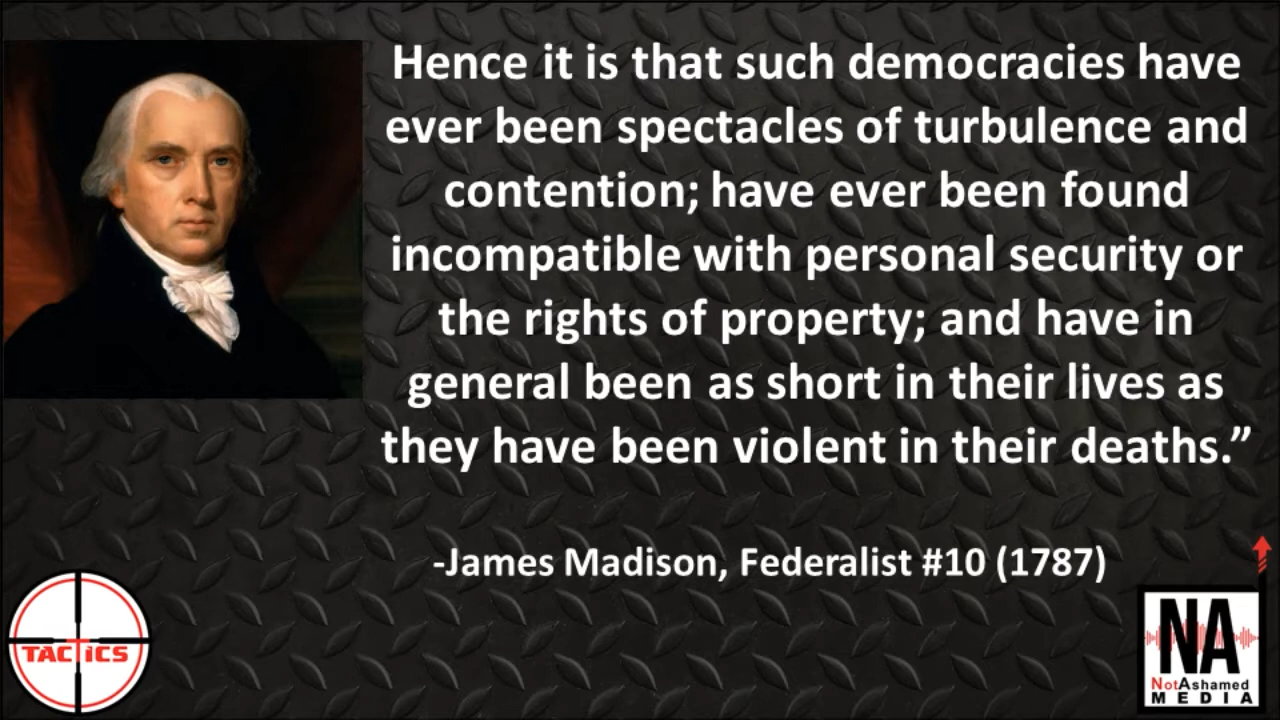 Hence it is that such democracies have
ever been spectacles of turbulence and
contention; have ever been found
incompatible with personal security or
the rights of property; and have in
general been as short in their lives as
they have been violent in their deaths.”
-James Madison, Federalist #10 (1787)
TACTICS
NA
NotAshamed
MEDIA